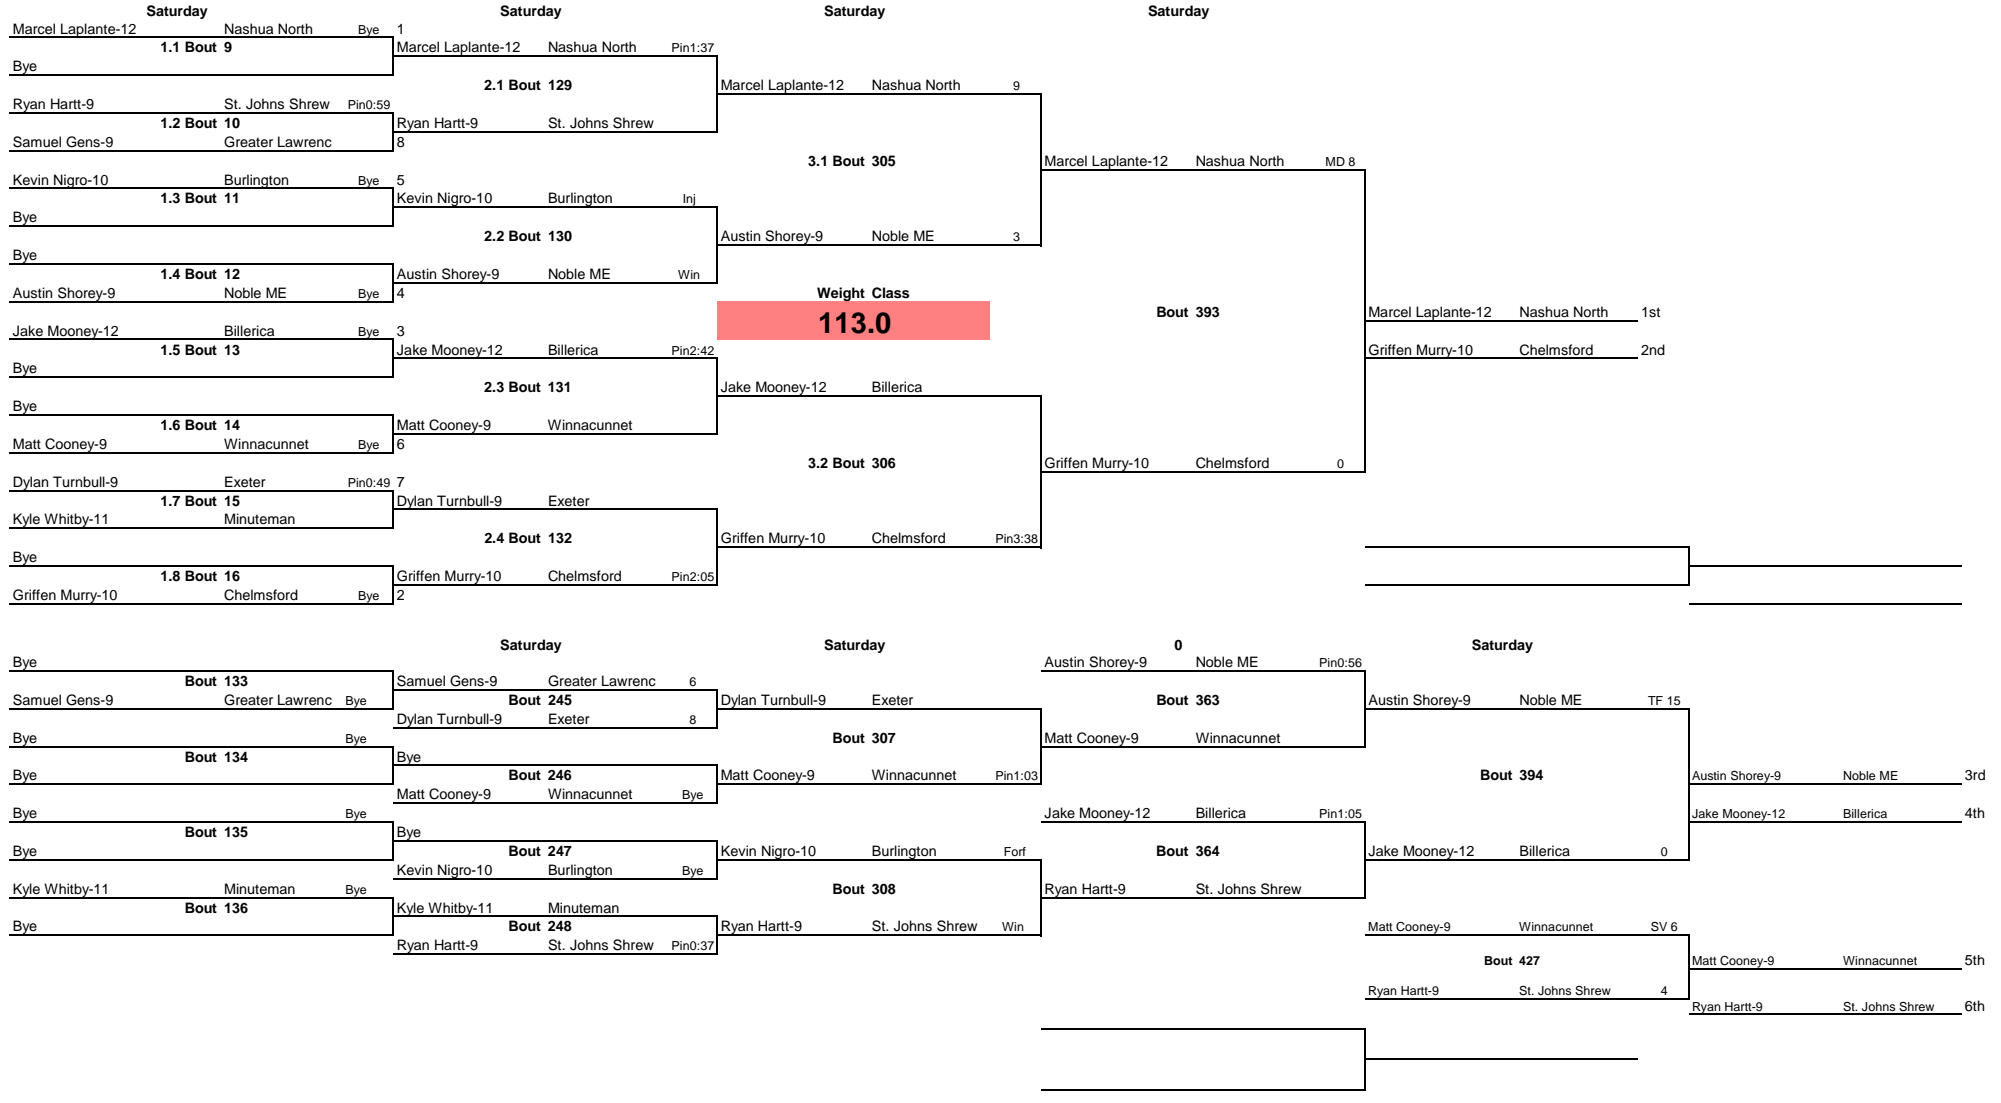 Saturday Saturday Saturday Saturday
Marcel Laplante-12 Nashua North Bye 1
1.1 Bout 9 Marcel Laplante-12 Nashua North Pin1:37
Bye
2.1 Bout 129 Marcel Laplante-12 Nashua North 9
Ryan Hartt-9 St. Johns Shrew Pin0:59
1.2 Bout 10 Ryan Hartt-9 St. Johns Shrew
Samuel Gens-9 Greater Lawrenc 8
3.1 Bout 305 Marcel Laplante-12 Nashua North MD 8
Kevin Nigro-10 Burlington Bye 5
1.3 Bout 11 Kevin Nigro-10 Burlington Inj
Bye
2.2 Bout 130 Austin Shorey-9 Noble ME 3
Bye
1.4 Bout 12 Austin Shorey-9 Noble ME Win
Austin Shorey-9 Noble ME Bye 4 Weight Class
Bout 393 Marcel Laplante-12 Nashua North 1st
113.0
Jake Mooney-12 Billerica Bye 3
1.5 Bout 13 Jake Mooney-12 Billerica Pin2:42 Griffen Murry-10 Chelmsford 2nd
Bye
2.3 Bout 131 Jake Mooney-12 Billerica
Bye
1.6 Bout 14 Matt Cooney-9 Winnacunnet
Matt Cooney-9 Winnacunnet Bye 6
3.2 Bout 306 Griffen Murry-10 Chelmsford 0
Dylan Turnbull-9 Exeter Pin0:49 7
1.7 Bout 15 Dylan Turnbull-9 Exeter
Kyle Whitby-11 Minuteman
2.4 Bout 132 Griffen Murry-10 Chelmsford Pin3:38
Bye
1.8 Bout 16 Griffen Murry-10 Chelmsford Pin2:05
Griffen Murry-10 Chelmsford Bye 2
Saturday Saturday 0 Saturday
Bye Austin Shorey-9 Noble ME Pin0:56
Bout 133 Samuel Gens-9 Greater Lawrenc 6
Samuel Gens-9 Greater Lawrenc Bye Bout 245 Dylan Turnbull-9 Exeter Bout 363 Austin Shorey-9 Noble ME TF 15
Dylan Turnbull-9 Exeter 8
Bye Bye Bout 307 Matt Cooney-9 Winnacunnet
Bout 134 Bye
Bye Bout 246 Matt Cooney-9 Winnacunnet Pin1:03 Bout 394 Austin Shorey-9 Noble ME 3rd
Matt Cooney-9 Winnacunnet Bye
Bye Bye Jake Mooney-12 Billerica Pin1:05 Jake Mooney-12 Billerica 4th
Bout 135 Bye
Bye Bout 247 Kevin Nigro-10 Burlington Forf Bout 364 Jake Mooney-12 Billerica 0
Kevin Nigro-10 Burlington Bye
Kyle Whitby-11 Minuteman Bye Bout 308 Ryan Hartt-9 St. Johns Shrew
Bout 136 Kyle Whitby-11 Minuteman
Bye Bout 248 Ryan Hartt-9 St. Johns Shrew Win Matt Cooney-9 Winnacunnet SV 6
Ryan Hartt-9 St. Johns Shrew Pin0:37
Bout 427 Matt Cooney-9 Winnacunnet 5th
Ryan Hartt-9 St. Johns Shrew 4
Ryan Hartt-9 St. Johns Shrew 6th